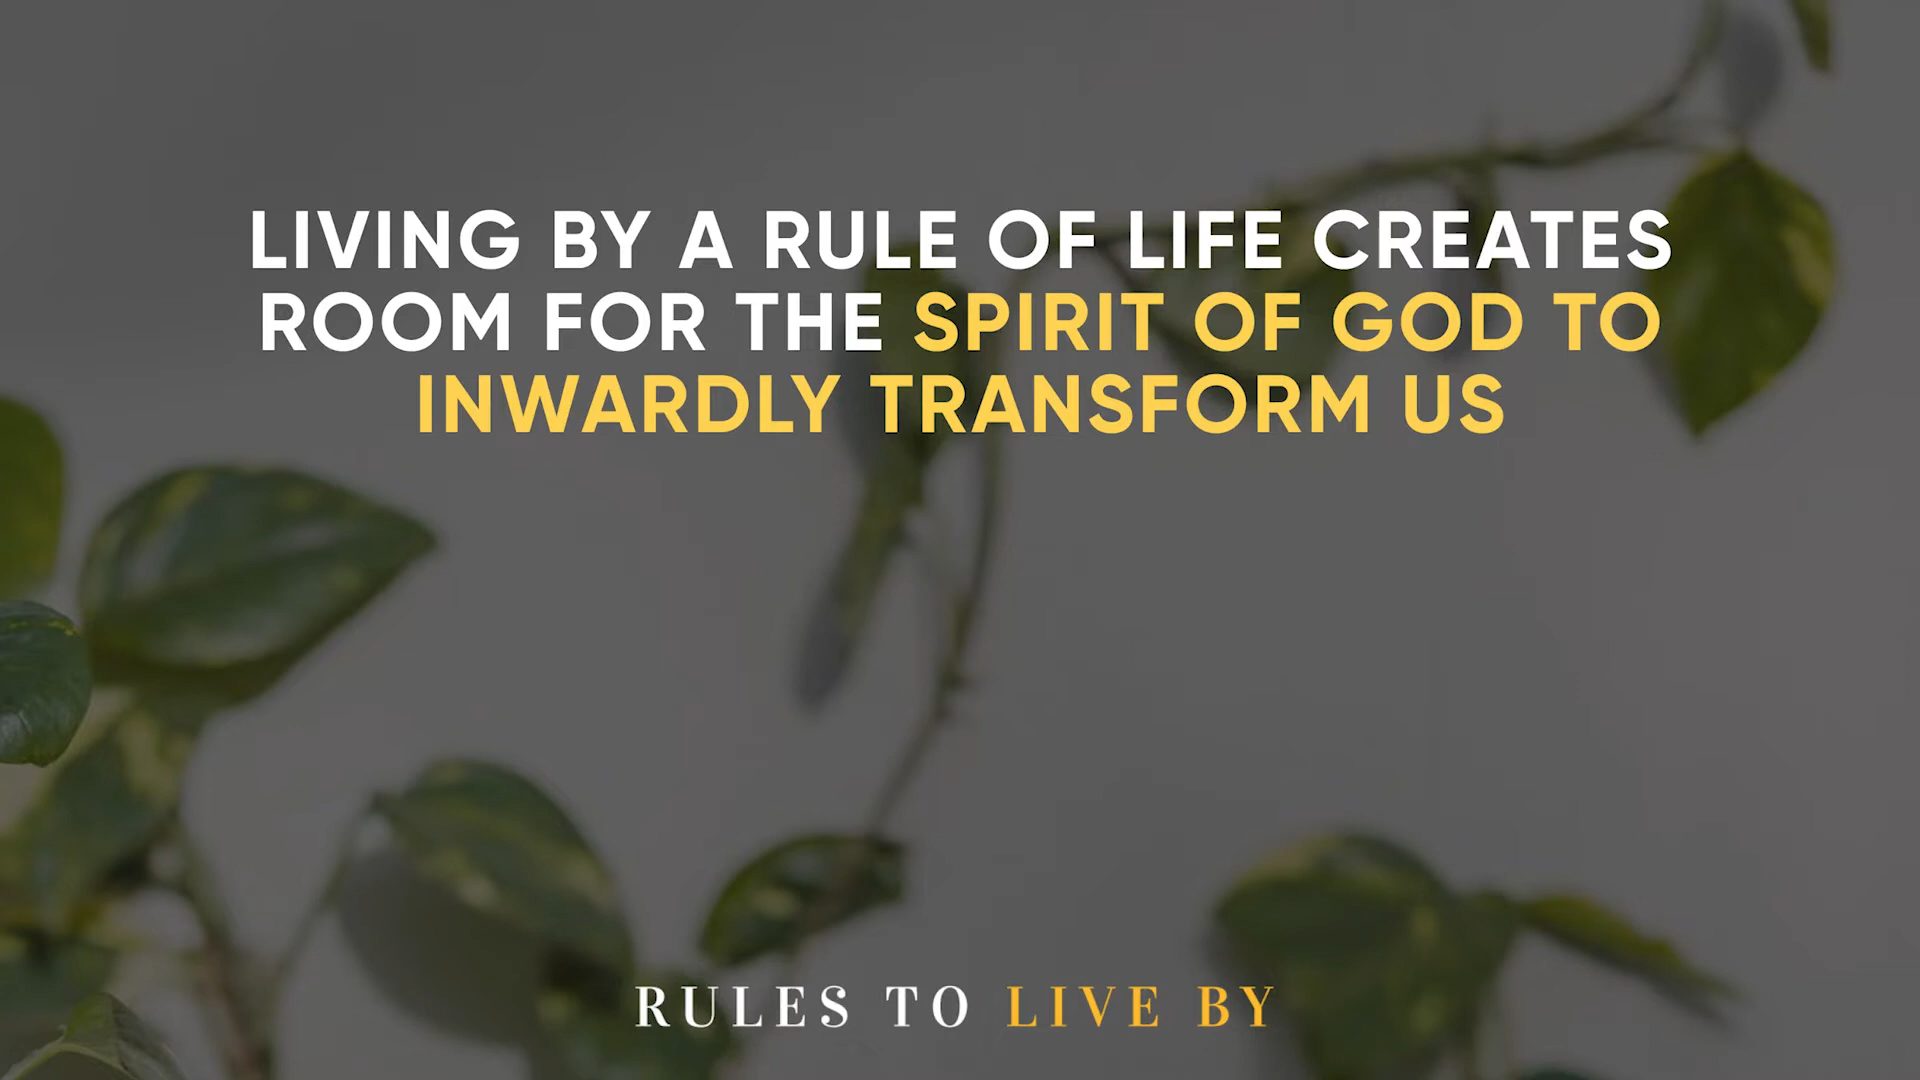 LIVING BY A RULE OF LIFE CREATES
ROOM FOR THE SPIRIT OF GOD TO
INWARDLY TRANSFORM US
RULES TO LIVE BY